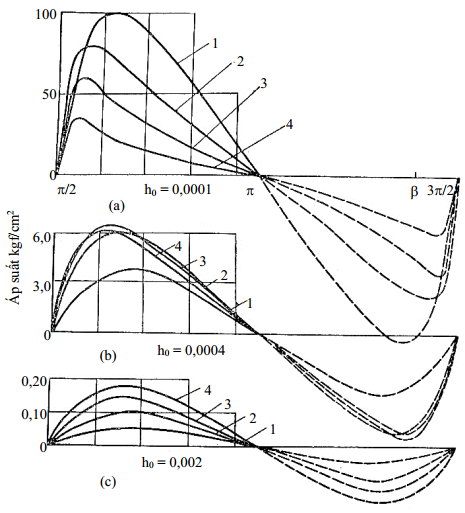 100
1
2
3
50
4
0
π/2
h₀ = 0,0001
π
β
3π/2
(a)
Áp suất kgf/cm²
6,0
4
3
3,0
2
1
0
(b)
h₀ = 0,0004
0,20
4
3
0,10
2
1
0
h₀ = 0,002
(c)